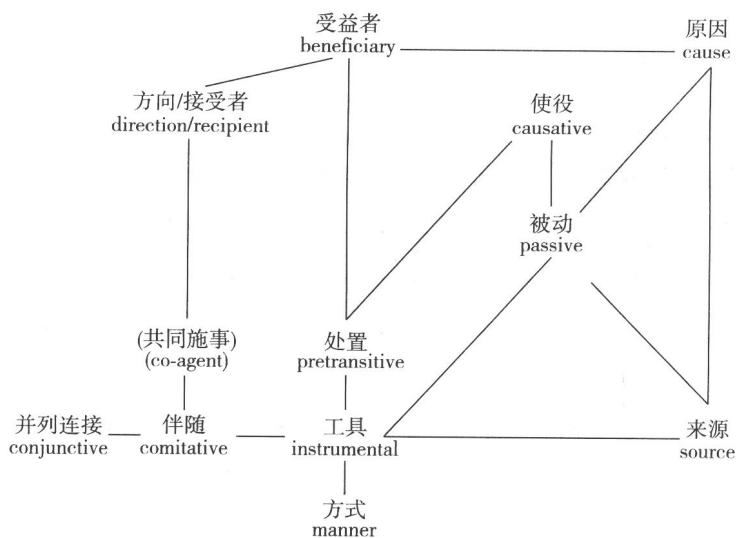 受益者
beneficiary
原因
cause
方向/接受者
direction/recipient
使役
causative
被动
passive
(共同施事)
(co-agent)
处置
pretransitive
并列连接
conjunctive
伴随
comitative
工具
instrumental
来源
source
方式
manner